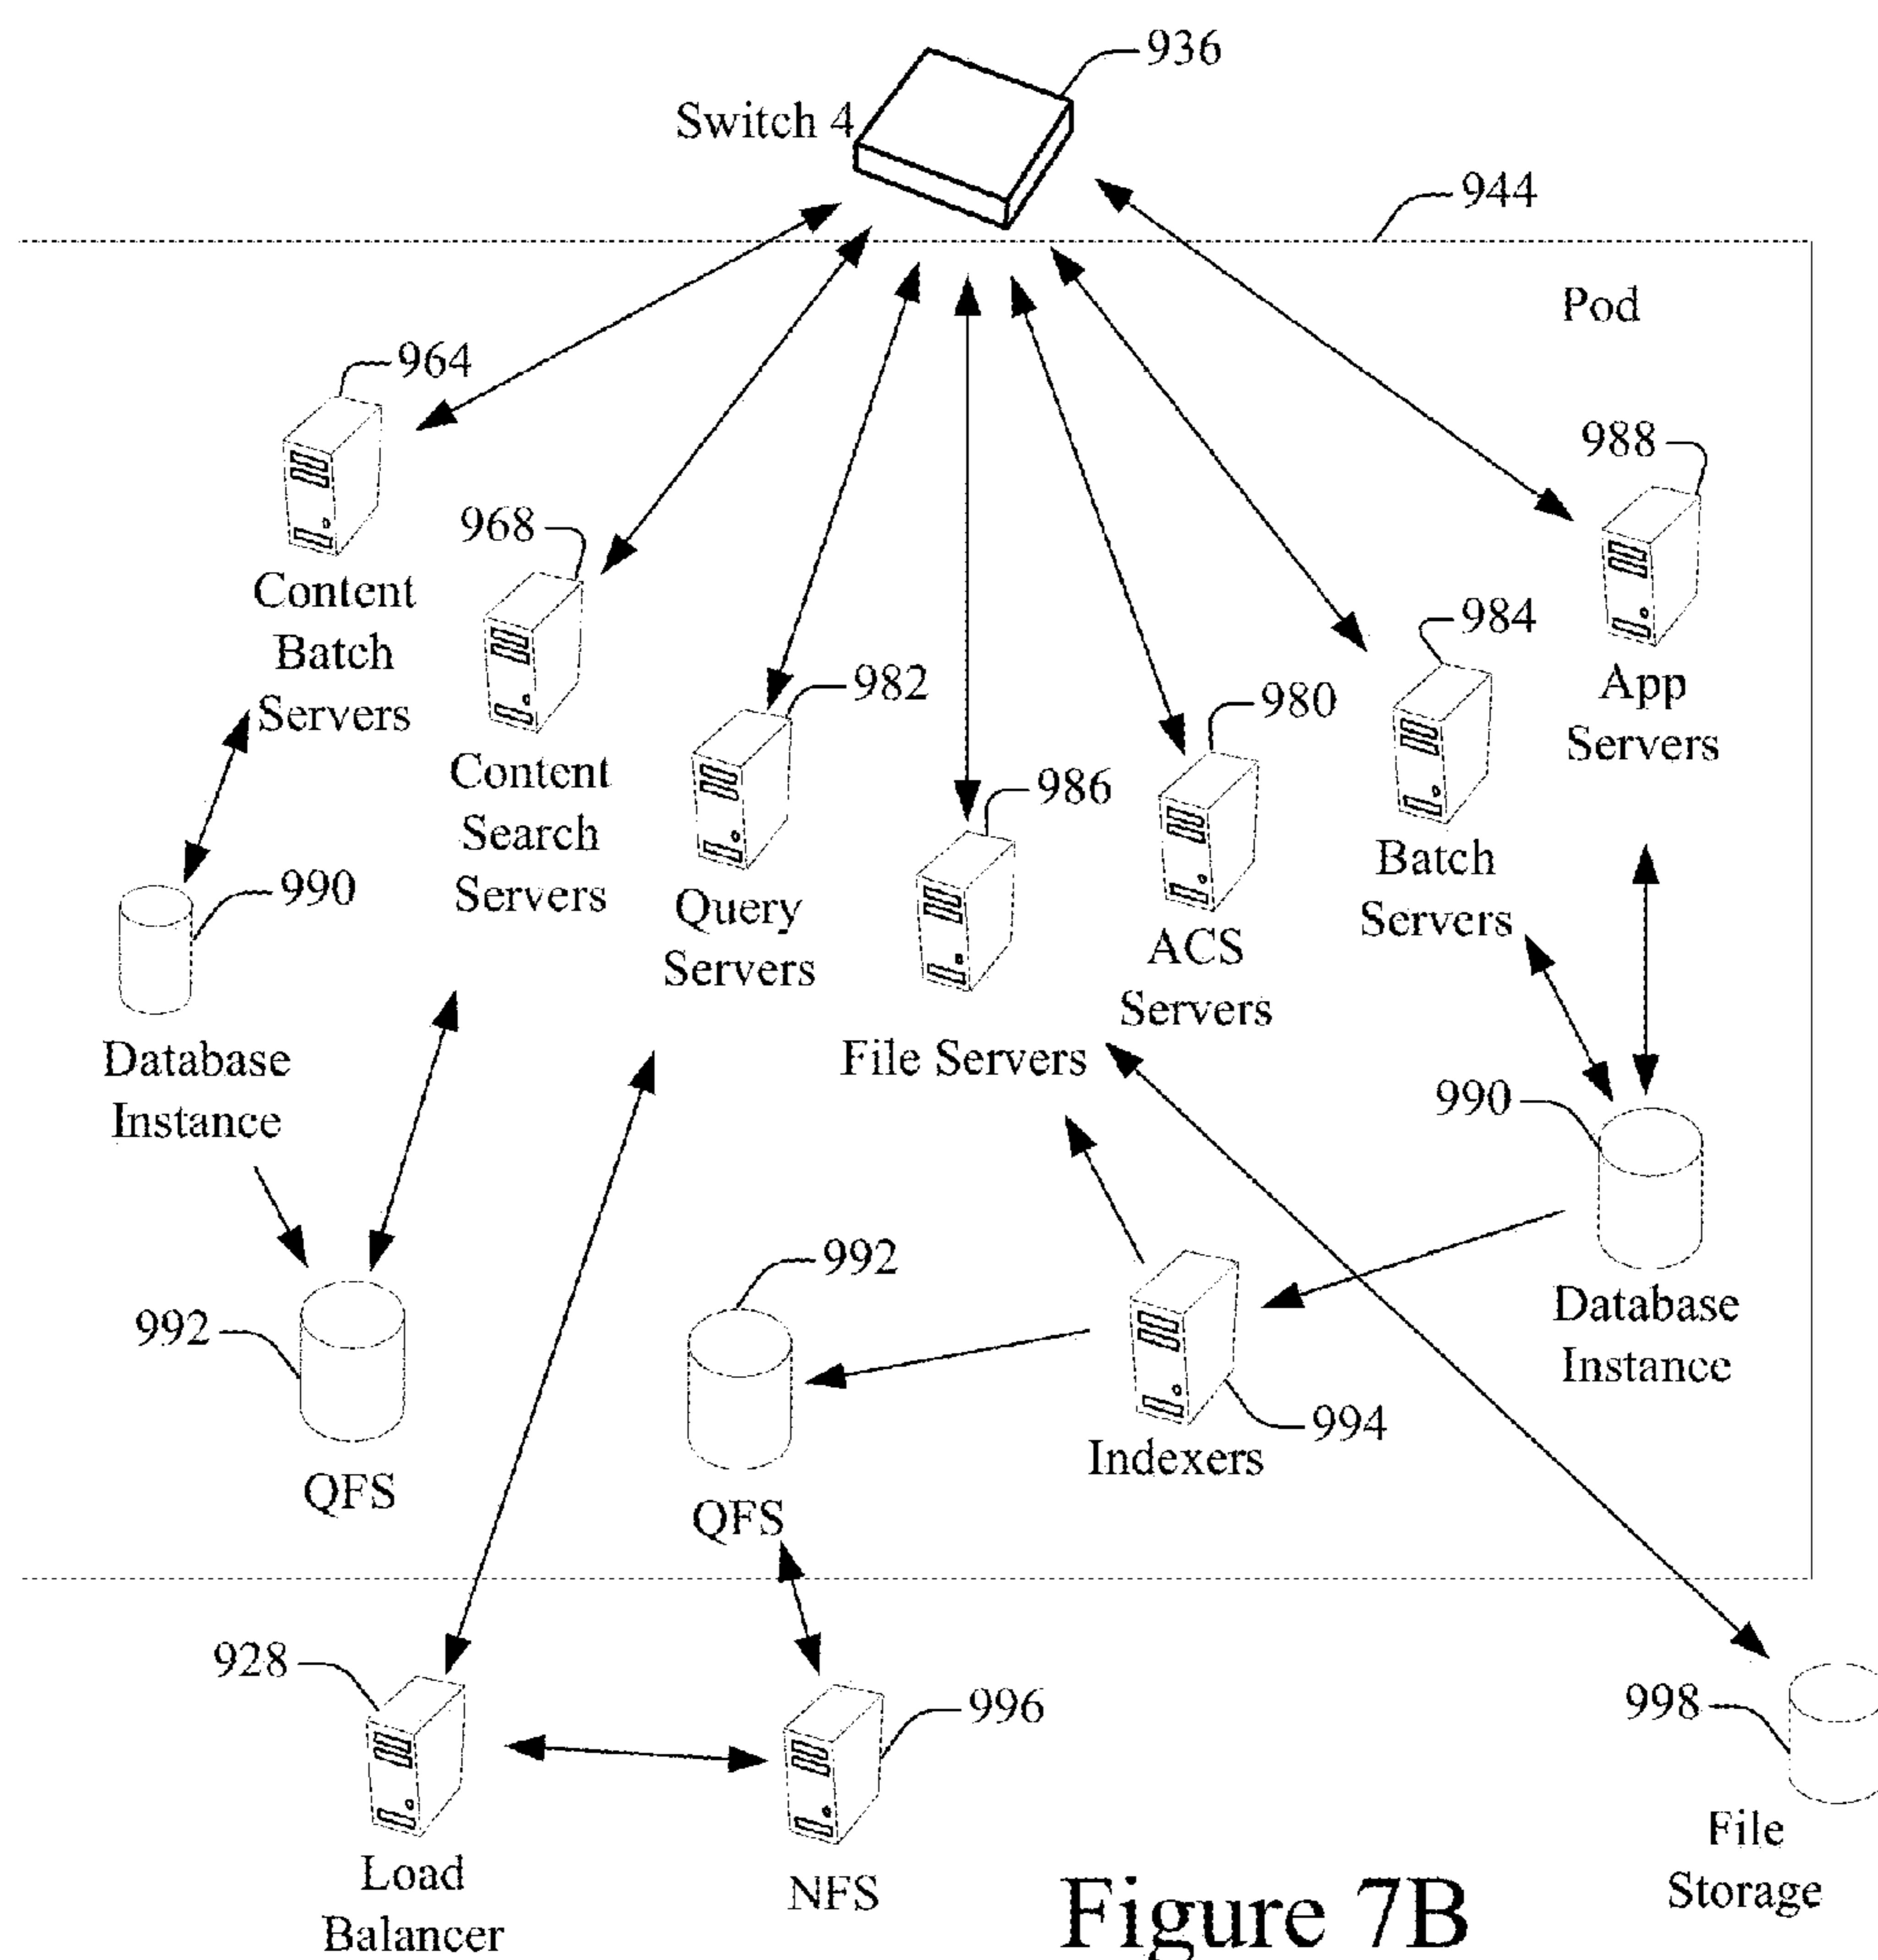 936
Switch 4
944
Pod
964
988
968
Content
Batch
Servers
984
982
980
App
Servers
Content
Search
Servers
986
990
Batch
Servers
Query
Servers
ACS
Servers
Database
Instance
File Servers
990
992
992
Database
Instance
994
Indexers
QFS
QFS
928
996
998
File
Storage
Load
Balancer
NFS
Figure 7B